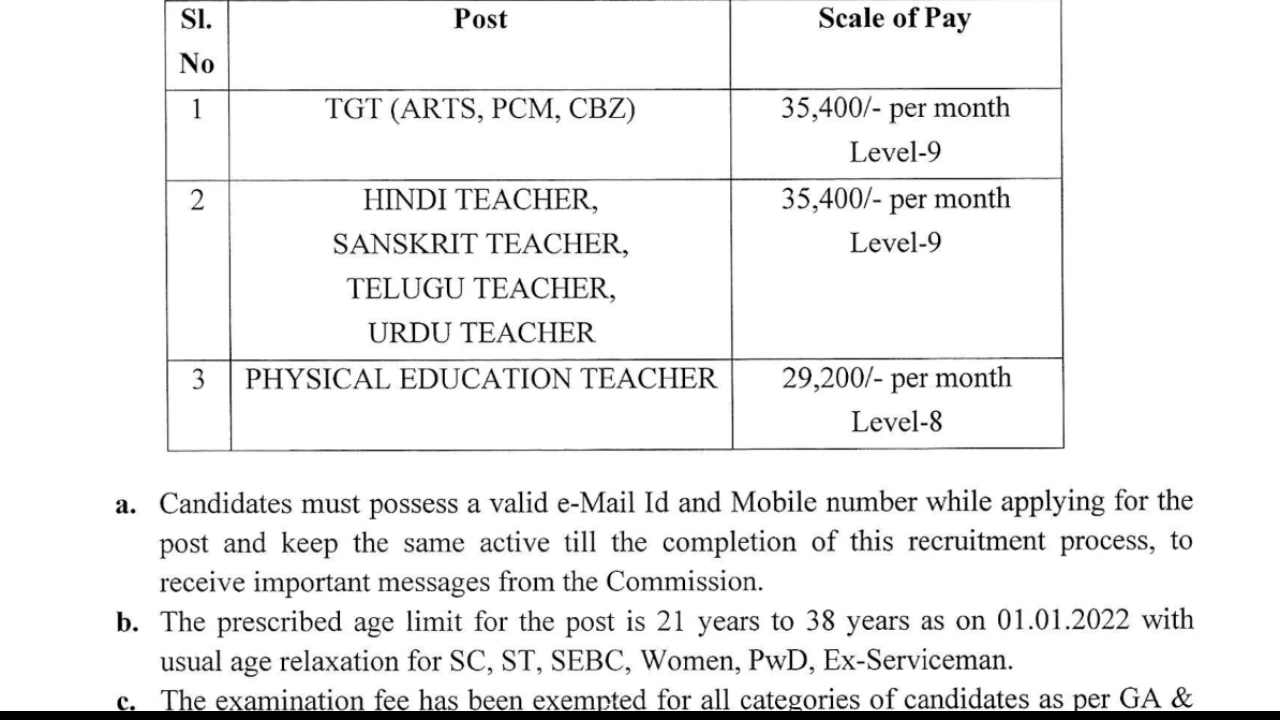 Sl. No Post Scale of Pay
1 TGT (ARTS, PCM, CBZ) 35,400/- per month
Level-9
2 HINDI TEACHER, 35,400/- per month
SANSKRIT TEACHER, Level-9
TELUGU TEACHER,
URDU TEACHER
3 PHYSICAL EDUCATION TEACHER 29,200/- per month
Level-8
a. Candidates must possess a valid e-Mail Id and Mobile number while applying for the
post and keep the same active till the completion of this recruitment process, to
receive important messages from the Commission.
b. The prescribed age limit for the post is 21 years to 38 years as on 01.01.2022 with
usual age relaxation for SC, ST, SEBC, Women, PwD, Ex-Serviceman.
c. The examination fee has been exempted for all categories of candidates as per GA &